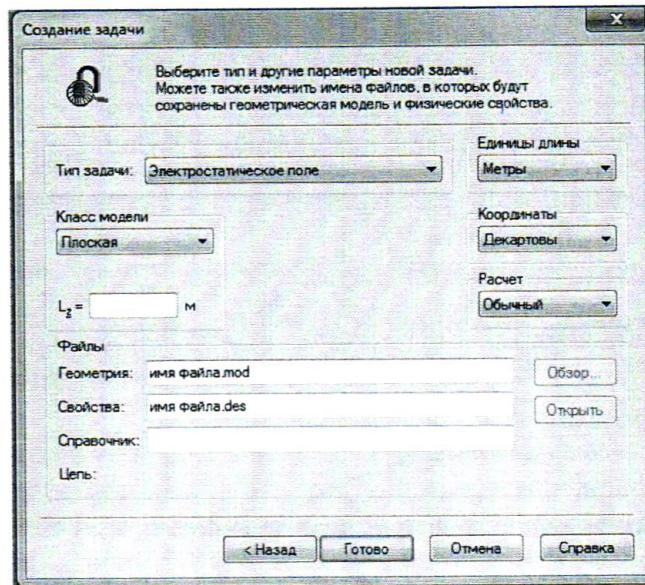 Создание задачи
Выберите тип и другие параметры новой задачи.
Можете также изменить имена файлов, в которых будут
сохранены геометрическая модель и физические свойства.
Тип задачи: Электростатическое поле
Единицы длины
Метры
Класс модели
Плоская
Координаты
Декартовы
L_z = м
Расчет
Обычный
Файлы
Геометрия: имя файла.mod Обзор...
Свойства: имя файла.des Открыть
Справочник:
Цепь:
< Назад Готово Отмена Справка